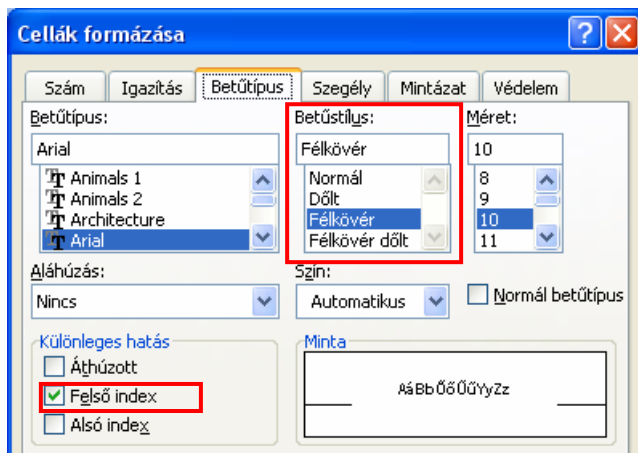 Cellák formázása
Szám Igazítás Betűtípus Szegély Mintázat Védelem
Betűtípus: Betűstílus: Méret:
Arial Félkövér 10
Animals 1 Normál 8
Animals 2 Dőlt 9
Architecture Félkövér 10
Arial Félkövér dőlt 11
Aláhúzás: Szín:
Nincs Automatikus Normál betűtípus
Különleges hatás Minta
Áthúzott
Felső index AáBbŐőŰűYyZz
Alsó index